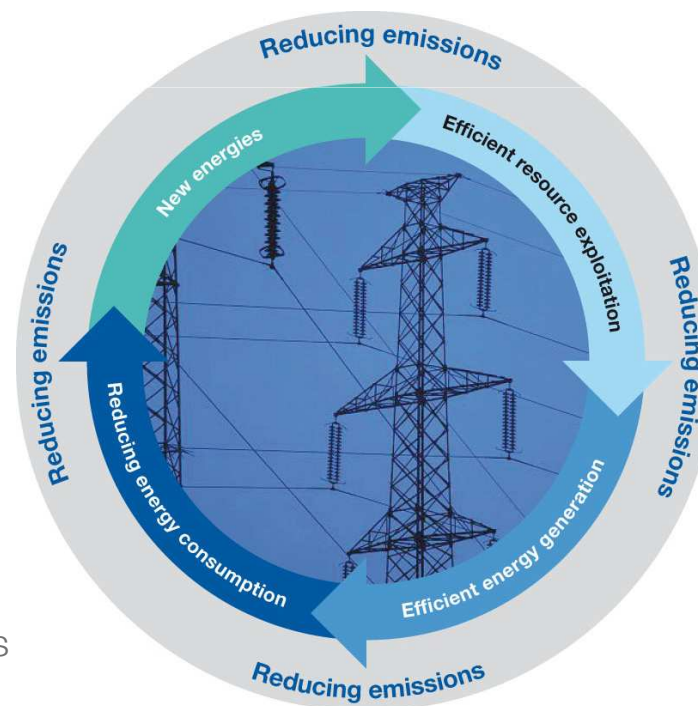 Reducing emissions
New energies
Efficient resource exploitation
Reducing emissions
Reducing emissions
Reducing energy consumption
Efficient energy generation
S
Reducing emissions